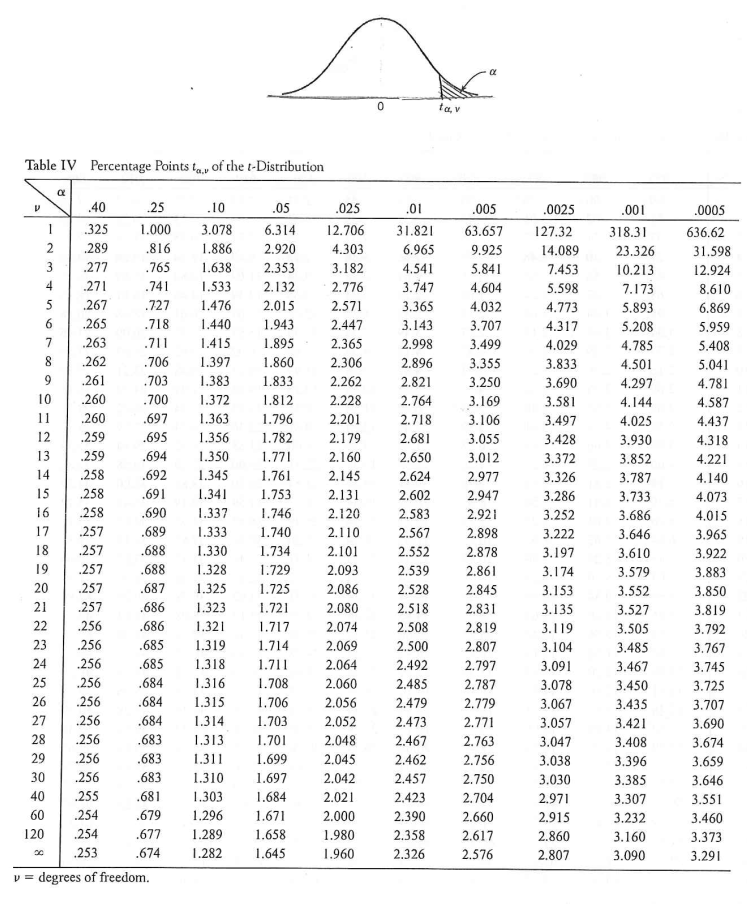 α
0
tα, ν
Table IV Percentage Points tα,ν of the t-Distribution
α
ν .40 .25 .10 .05 .025 .01 .005 .0025 .001 .0005
1 .325 1.000 3.078 6.314 12.706 31.821 63.657 127.32 318.31 636.62
2 .289 .816 1.886 2.920 4.303 6.965 9.925 14.089 23.326 31.598
3 .277 .765 1.638 2.353 3.182 4.541 5.841 7.453 10.213 12.924
4 .271 .741 1.533 2.132 2.776 3.747 4.604 5.598 7.173 8.610
5 .267 .727 1.476 2.015 2.571 3.365 4.032 4.773 5.893 6.869
6 .265 .718 1.440 1.943 2.447 3.143 3.707 4.317 5.208 5.959
7 .263 .711 1.415 1.895 2.365 2.998 3.499 4.029 4.785 5.408
8 .262 .706 1.397 1.860 2.306 2.896 3.355 3.833 4.501 5.041
9 .261 .703 1.383 1.833 2.262 2.821 3.250 3.690 4.297 4.781
10 .260 .700 1.372 1.812 2.228 2.764 3.169 3.581 4.144 4.587
11 .260 .697 1.363 1.796 2.201 2.718 3.106 3.497 4.025 4.437
12 .259 .695 1.356 1.782 2.179 2.681 3.055 3.428 3.930 4.318
13 .259 .694 1.350 1.771 2.160 2.650 3.012 3.372 3.852 4.221
14 .258 .692 1.345 1.761 2.145 2.624 2.977 3.326 3.787 4.140
15 .258 .691 1.341 1.753 2.131 2.602 2.947 3.286 3.733 4.073
16 .258 .690 1.337 1.746 2.120 2.583 2.921 3.252 3.686 4.015
17 .257 .689 1.333 1.740 2.110 2.567 2.898 3.222 3.646 3.965
18 .257 .688 1.330 1.734 2.101 2.552 2.878 3.197 3.610 3.922
19 .257 .688 1.328 1.729 2.093 2.539 2.861 3.174 3.579 3.883
20 .257 .687 1.325 1.725 2.086 2.528 2.845 3.153 3.552 3.850
21 .257 .686 1.323 1.721 2.080 2.518 2.831 3.135 3.527 3.819
22 .256 .686 1.321 1.717 2.074 2.508 2.819 3.119 3.505 3.792
23 .256 .685 1.319 1.714 2.069 2.500 2.807 3.104 3.485 3.767
24 .256 .685 1.318 1.711 2.064 2.492 2.797 3.091 3.467 3.745
25 .256 .684 1.316 1.708 2.060 2.485 2.787 3.078 3.450 3.725
26 .256 .684 1.315 1.706 2.056 2.479 2.779 3.067 3.435 3.707
27 .256 .684 1.314 1.703 2.052 2.473 2.771 3.057 3.421 3.690
28 .256 .683 1.313 1.701 2.048 2.467 2.763 3.047 3.408 3.674
29 .256 .683 1.311 1.699 2.045 2.462 2.756 3.038 3.396 3.659
30 .256 .683 1.310 1.697 2.042 2.457 2.750 3.030 3.385 3.646
40 .255 .681 1.303 1.684 2.021 2.423 2.704 2.971 3.307 3.551
60 .254 .679 1.296 1.671 2.000 2.390 2.660 2.915 3.232 3.460
120 .254 .677 1.289 1.658 1.980 2.358 2.617 2.860 3.160 3.373
∞ .253 .674 1.282 1.645 1.960 2.326 2.576 2.807 3.090 3.291
ν = degrees of freedom.